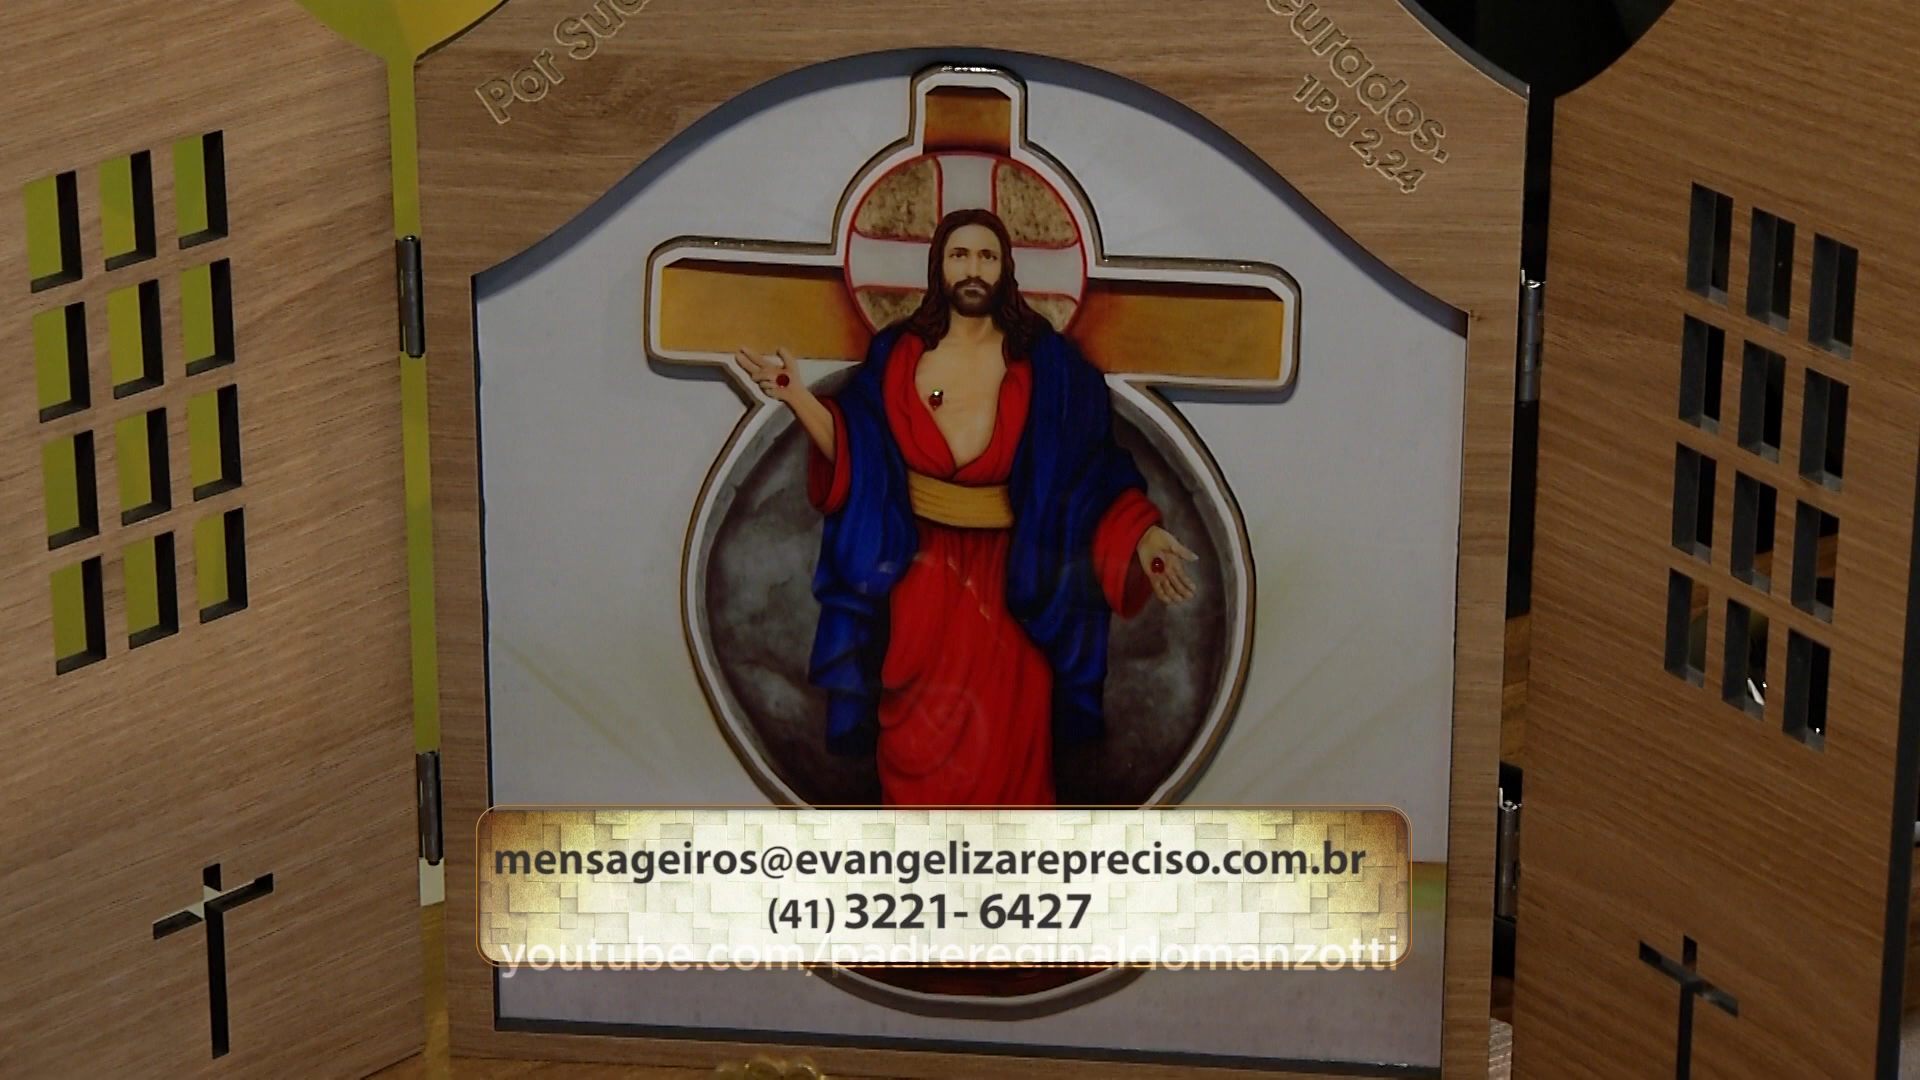 Por Sua
curados.
1Pd 2,24
mensageiros@evangelizarepreciso.com.br
(41) 3221- 6427
youtube.com/padrereginaldomanzotti